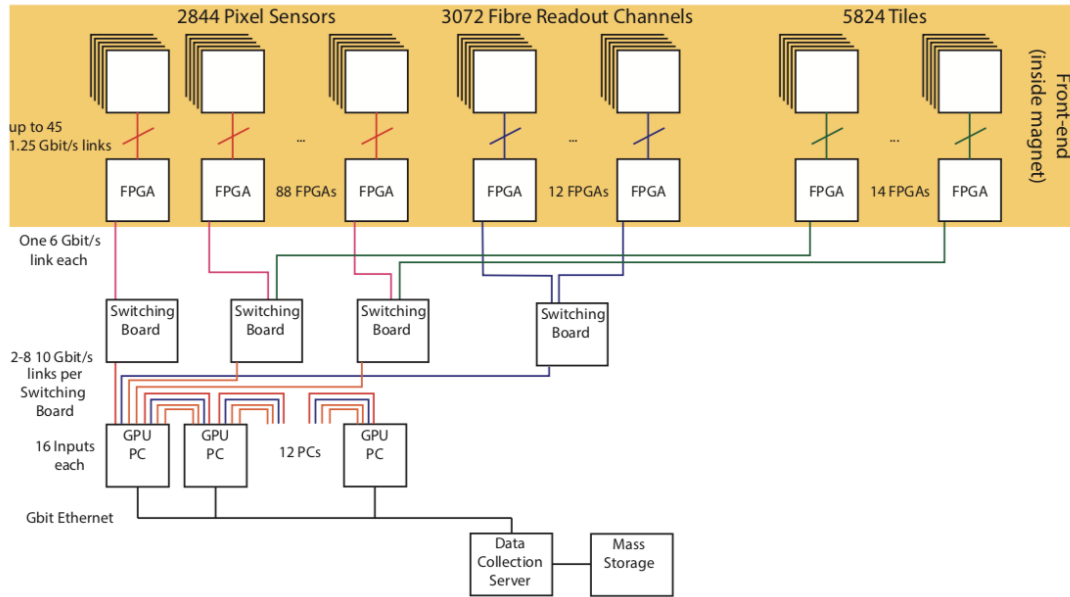 2844 Pixel Sensors
3072 Fibre Readout Channels
5824 Tiles
Front-end
(inside magnet)
up to 45
1.25 Gbit/s links
...
...
...
FPGA
FPGA
88 FPGAs
FPGA
FPGA
12 FPGAs
FPGA
FPGA
14 FPGAs
FPGA
One 6 Gbit/s
link each
Switching
Board
Switching
Board
Switching
Board
Switching
Board
2-8 10 Gbit/s
links per
Switching
Board
16 Inputs
each
GPU
PC
GPU
PC
12 PCs
GPU
PC
Gbit Ethernet
Data
Collection
Server
Mass
Storage